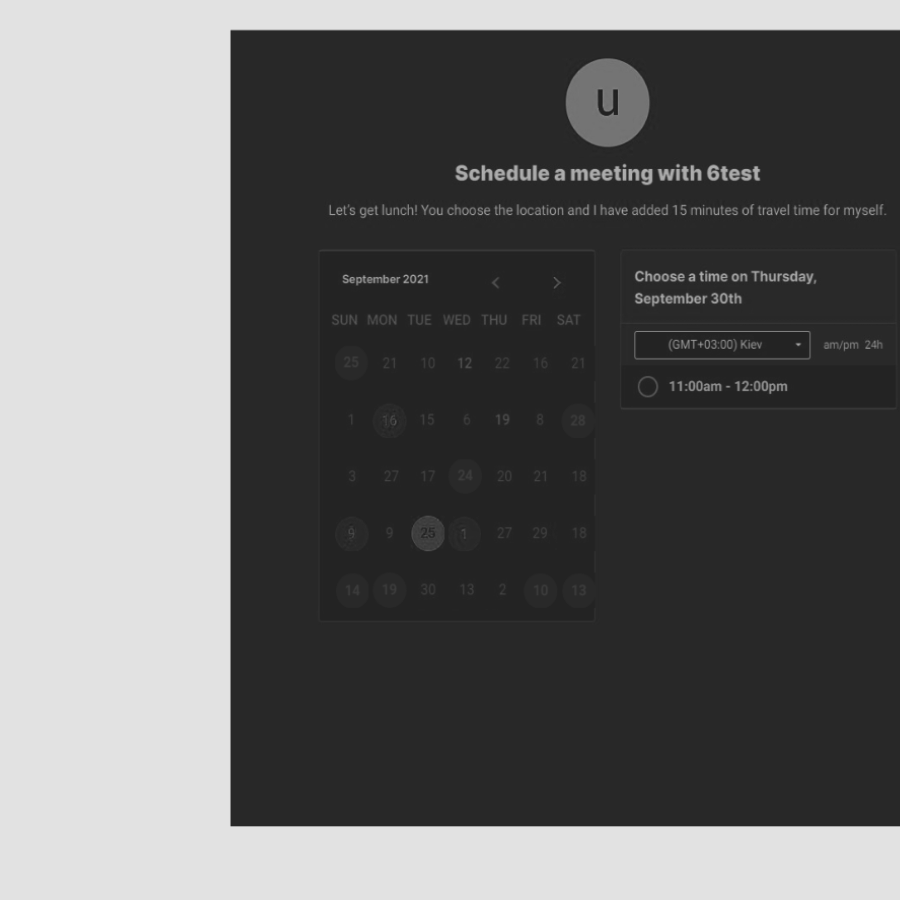 u
Schedule a meeting with 6test
Let's get lunch! You choose the location and I have added 15 minutes of travel time for myself.
September 2021
SUN MON TUE WED THU FRI SAT
25 21 10 12 22 16 21
1 16 15 6 19 8 28
3 27 17 24 20 21 18
9 9 25 1 27 29 18
14 19 30 13 2 10 13
Choose a time on Thursday,
September 30th
(GMT+03:00) Kiev am/pm 24h
11:00am - 12:00pm